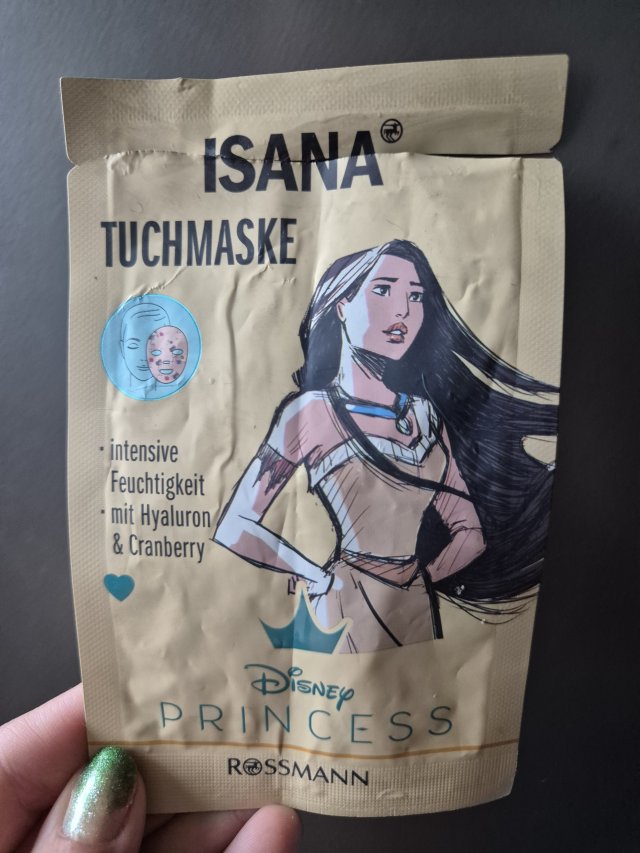 ISANA
TUCHMASKE
· intensive
Feuchtigkeit
· mit Hyaluron
& Cranberry
Disney
PRINCESS
ROSSMANN